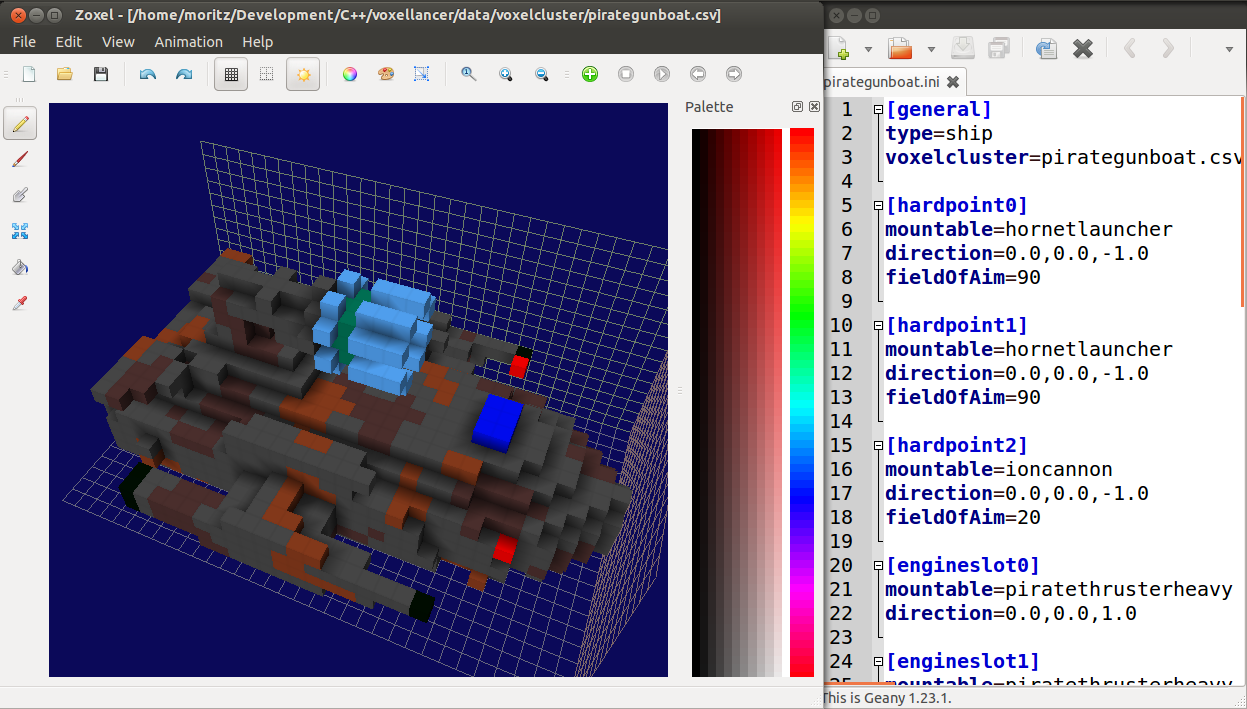 Zoxel - [/home/moritz/Development/C++/voxellancer/data/voxelcluster/pirategunboat.csv]
File Edit View Animation Help
Palette
pirategunboat.ini
1 [general]
2 type=ship
3 voxelcluster=pirategunboat.csv
4
5 [hardpoint0]
6 mountable=hornetlauncher
7 direction=0.0,0.0,-1.0
8 fieldOfAim=90
9
10 [hardpoint1]
11 mountable=hornetlauncher
12 direction=0.0,0.0,-1.0
13 fieldOfAim=90
14
15 [hardpoint2]
16 mountable=ioncannon
17 direction=0.0,0.0,-1.0
18 fieldOfAim=20
19
20 [engineslot0]
21 mountable=piratethrusterheavy
22 direction=0.0,0.0,1.0
23
24 [engineslot1]
25 mountable=piratethrusterheavy
This is Geany 1.23.1.